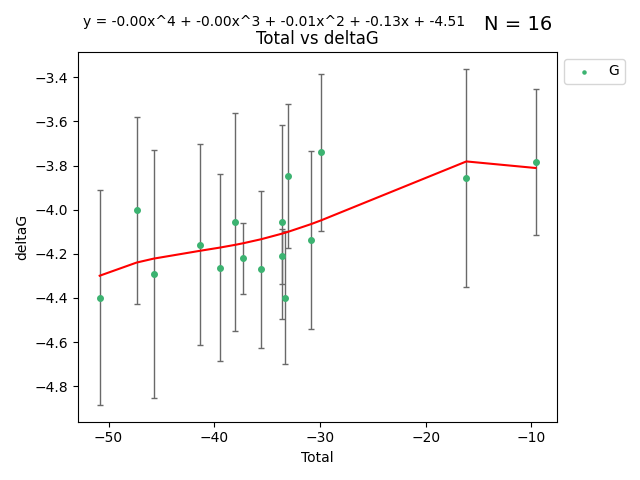 y = -0.00x^4 + -0.00x^3 + -0.01x^2 + -0.13x + -4.51
N = 16
Total vs deltaG
G
deltaG
−3.4
−3.6
−3.8
−4.0
−4.2
−4.4
−4.6
−4.8
−50 −40 −30 −20 −10
Total